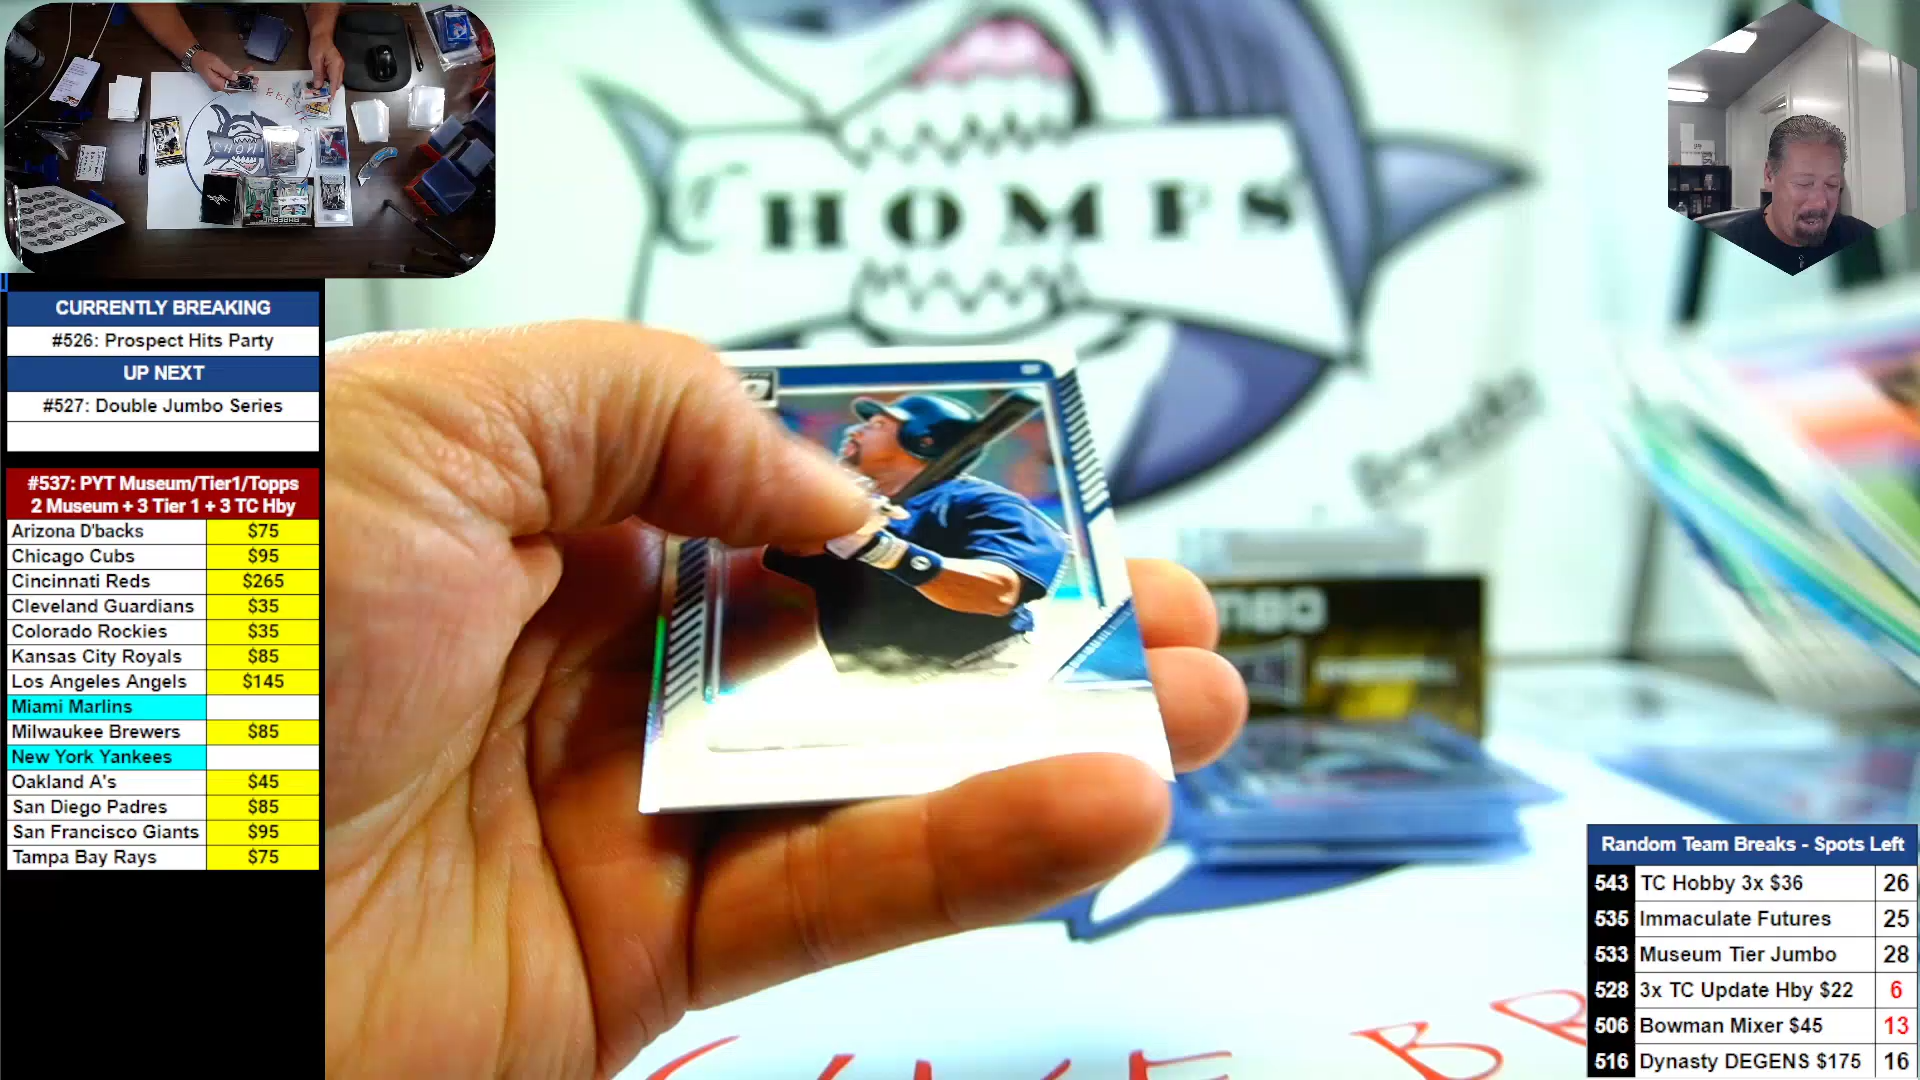 CHOMPS
CURRENTLY BREAKING
#526: Prospect Hits Party
UP NEXT
#527: Double Jumbo Series
#537: PYT Museum/Tier1/Topps
2 Museum + 3 Tier 1 + 3 TC Hby
Arizona D'backs $75
Chicago Cubs $95
Cincinnati Reds $265
Cleveland Guardians $35
Colorado Rockies $35
Kansas City Royals $85
Los Angeles Angels $145
Miami Marlins
Milwaukee Brewers $85
New York Yankees
Oakland A's $45
San Diego Padres $85
San Francisco Giants $95
Tampa Bay Rays $75
Random Team Breaks - Spots Left
543 TC Hobby 3x $36 26
535 Immaculate Futures 25
533 Museum Tier Jumbo 28
528 3x TC Update Hby $22 6
506 Bowman Mixer $45 13
516 Dynasty DEGENS $175 16